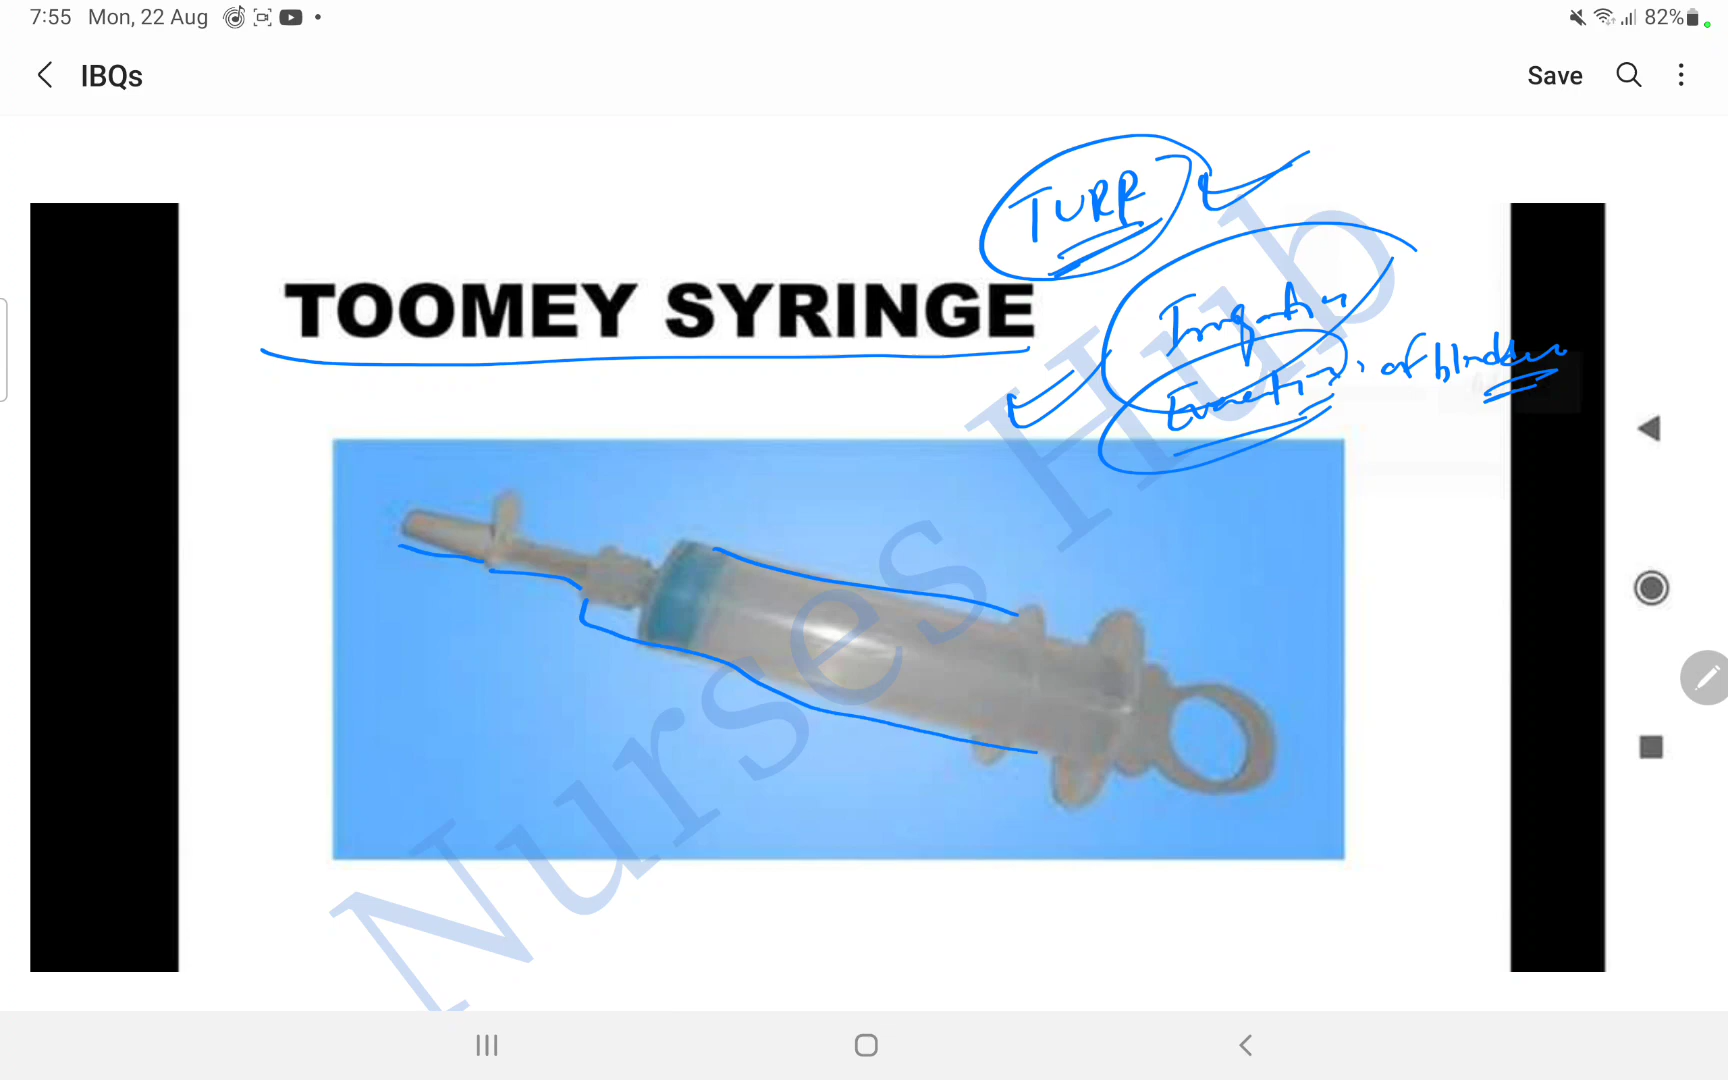 7:55 Mon, 22 Aug
82%
IBQs
Save
TURP
TOOMEY SYRINGE
Irrigation
Evacuation of bladder
Nurses Hub